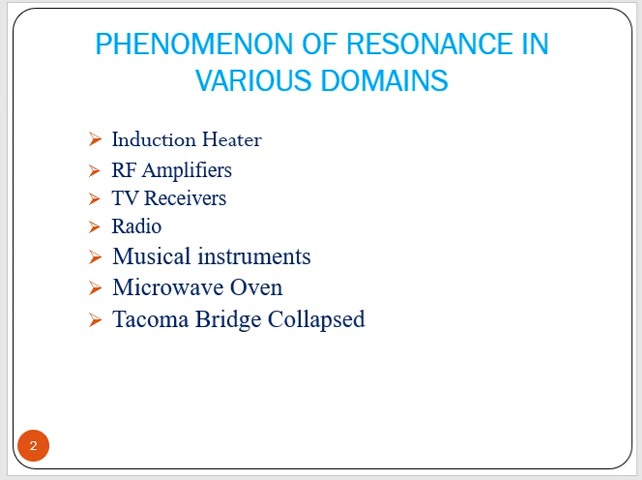 PHENOMENON OF RESONANCE IN
VARIOUS DOMAINS
Induction Heater
RF Amplifiers
TV Receivers
Radio
Musical instruments
Microwave Oven
Tacoma Bridge Collapsed
2